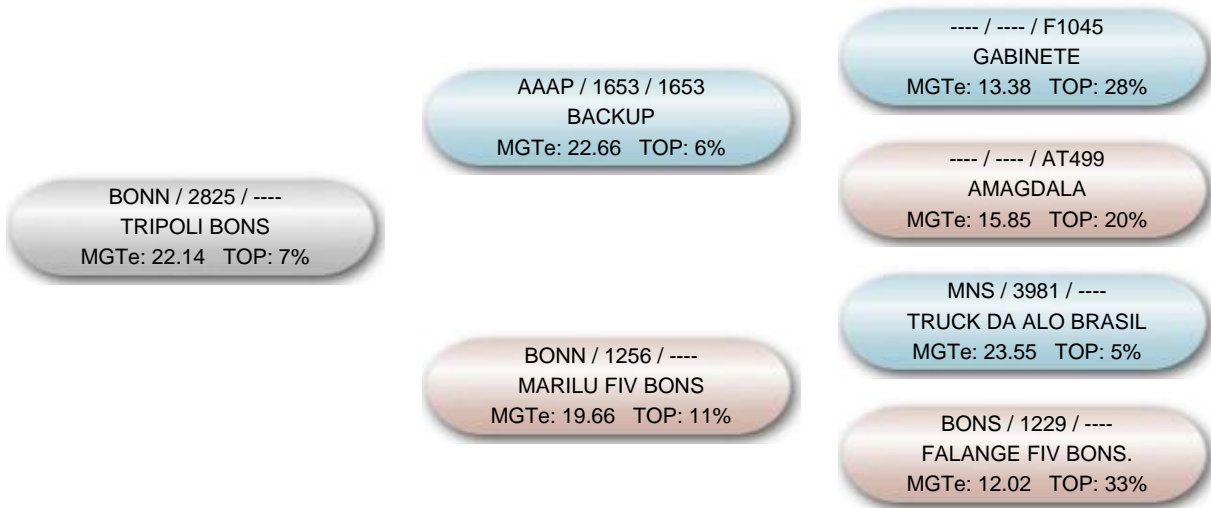 BONN / 2825 / ----
TRIPOLI BONS
MGTe: 22.14 TOP: 7%
AAAP / 1653 / 1653
BACKUP
MGTe: 22.66 TOP: 6%
BONN / 1256 / ----
MARILU FIV BONS
MGTe: 19.66 TOP: 11%
---- / ---- / F1045
GABINETE
MGTe: 13.38 TOP: 28%
---- / ---- / AT499
AMAGDALA
MGTe: 15.85 TOP: 20%
MNS / 3981 / ----
TRUCK DA ALO BRASIL
MGTe: 23.55 TOP: 5%
BONS / 1229 / ----
FALANGE FIV BONS.
MGTe: 12.02 TOP: 33%